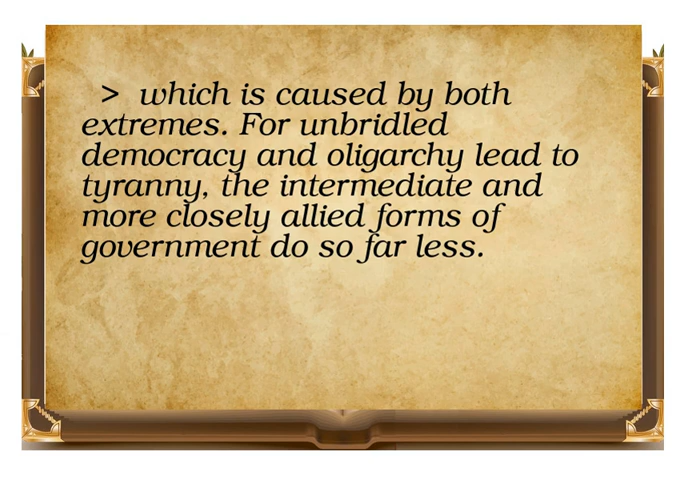 > which is caused by both
extremes. For unbridled
democracy and oligarchy lead to
tyranny, the intermediate and
more closely allied forms of
government do so far less.